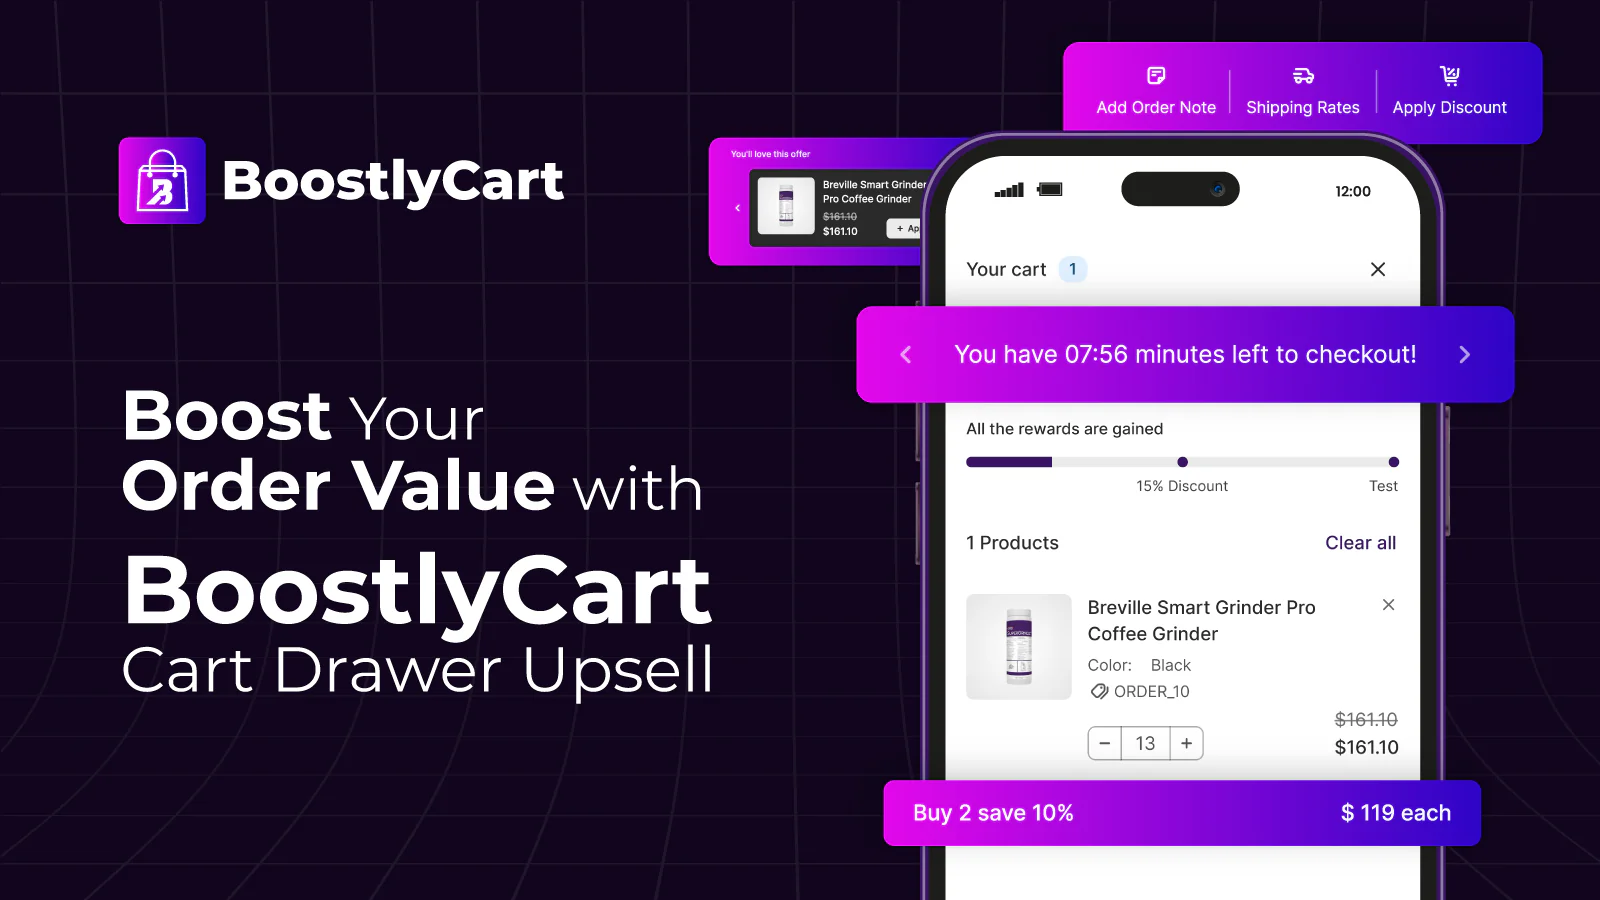 BoostlyCart
Boost Your
Order Value with
BoostlyCart
Cart Drawer Upsell
Add Order Note
Shipping Rates
Apply Discount
You'll love this offer
Breville Smart Grinder
Pro Coffee Grinder
$161.10
$161.10
+ Ap
12:00
Your cart 1
You have 07:56 minutes left to checkout!
All the rewards are gained
15% Discount
Test
1 Products
Clear all
Breville Smart Grinder Pro
Coffee Grinder
Color: Black
ORDER_10
$161.10
− 13 +
$161.10
Buy 2 save 10%
$ 119 each